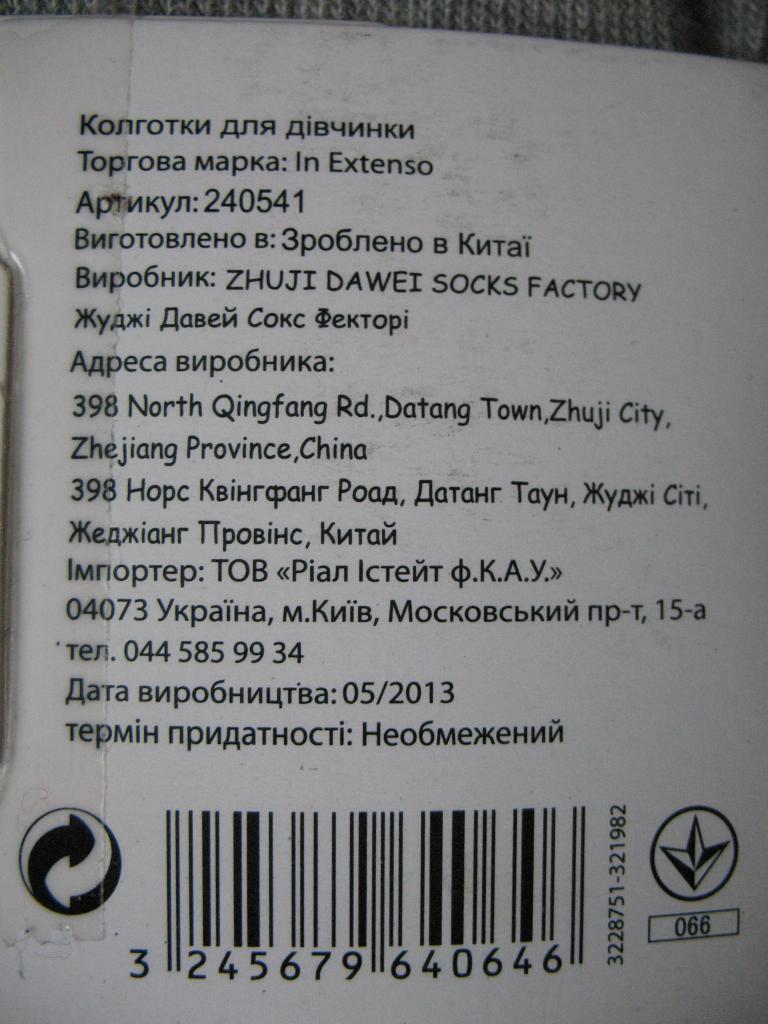 Колготки для дівчинки
Торгова марка: In Extenso
Артикул: 240541
Виготовлено в: Зроблено в Китаї
Виробник: ZHUJI DAWEI SOCKS FACTORY
Жуджі Давей Сокс Фекторі
Адреса виробника:
398 North Qingfang Rd.,Datang Town,Zhuji City,
Zhejiang Province,China
398 Норс Квінгфанг Роад, Датанг Таун, Жуджі Сіті,
Жеджіанг Провінс, Китай
Імпортер: ТОВ «Ріал Істейт ф.К.А.У.»
04073 Україна, м.Київ, Московський пр-т, 15-а
тел. 044 585 99 34
Дата виробництва: 05/2013
термін придатності: Необмежений
3 245679 640646
3228751-321982
066